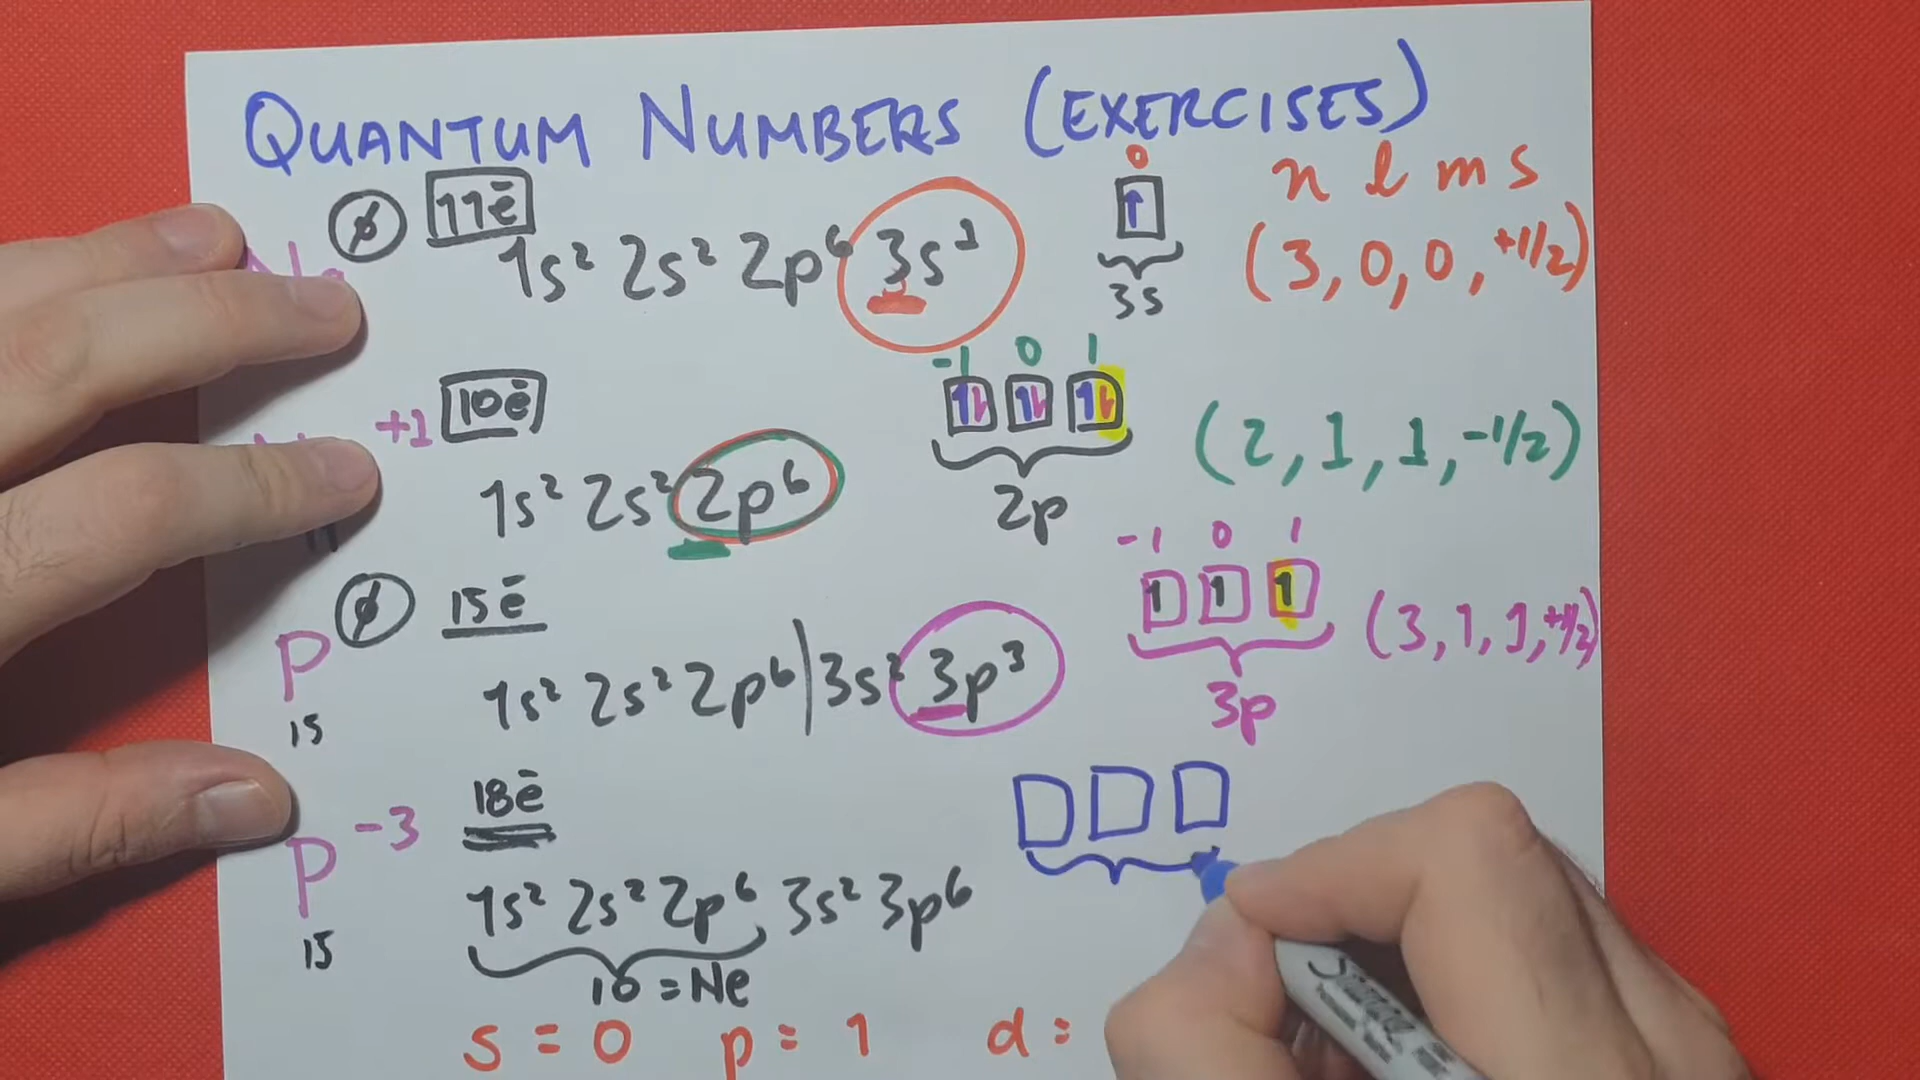 QUANTUM NUMBERS (EXERCISES)
n l m s
ø 11ē
1s² 2s² 2p⁶ 3s¹
0
↑
3s
(3, 0, 0, +1/2)
+1 10ē
1s² 2s² 2p⁶
-1 0 1
2p
(2, 1, 1, -1/2)
P ø 15ē
15
1s² 2s² 2p⁶ | 3s² 3p³
-1 0 1
1 1 1
3p
(3, 1, 1, +1/2)
P -3 18ē
15
1s² 2s² 2p⁶ 3s² 3p⁶
10 = Ne
s = 0 p = 1 d =